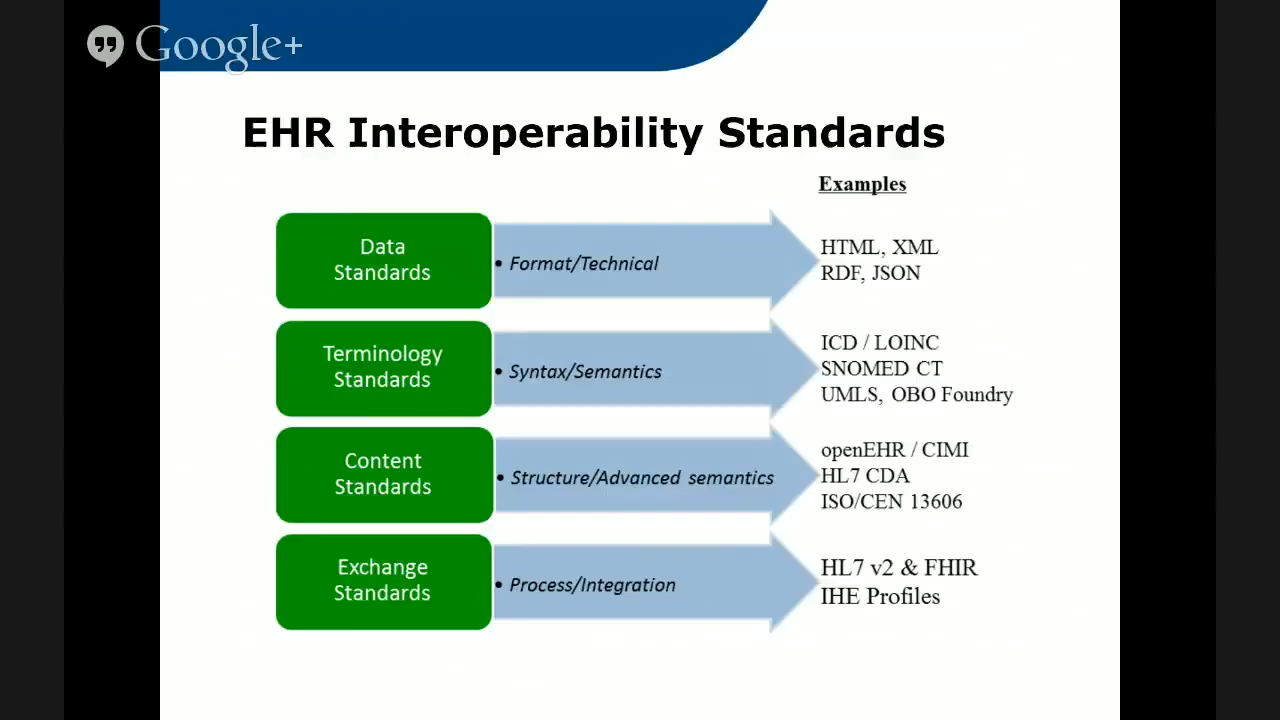 Google+
EHR Interoperability Standards
Examples
Data
Standards
• Format/Technical
HTML, XML
RDF, JSON
Terminology
Standards
• Syntax/Semantics
ICD / LOINC
SNOMED CT
UMLS, OBO Foundry
Content
Standards
• Structure/Advanced semantics
openEHR / CIMI
HL7 CDA
ISO/CEN 13606
Exchange
Standards
• Process/Integration
HL7 v2 & FHIR
IHE Profiles